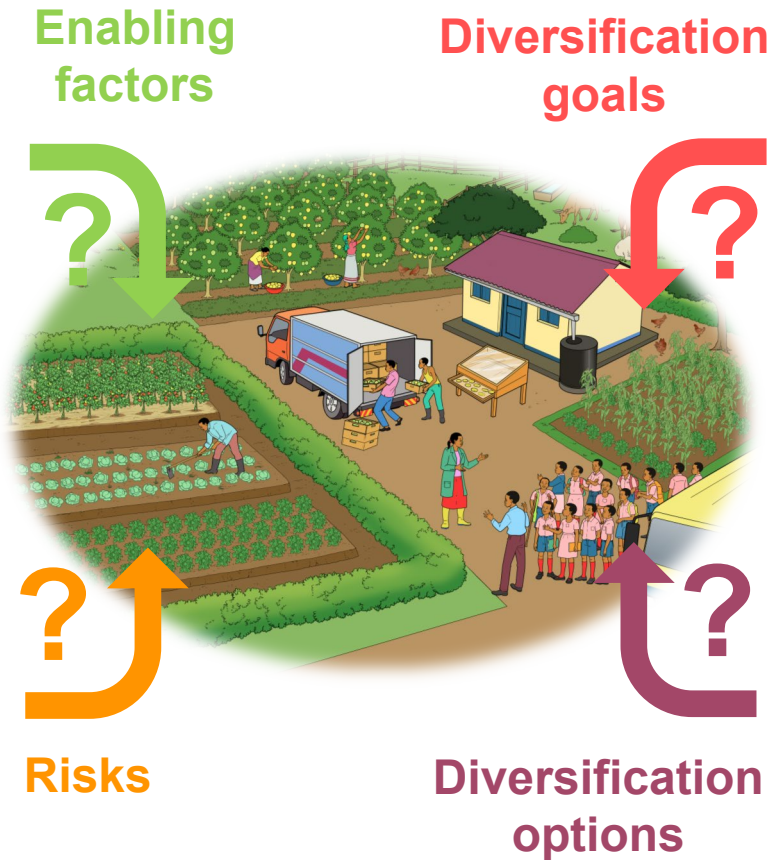 Enabling
factors
Diversification
goals
?
?
?
?
Risks
Diversification
options